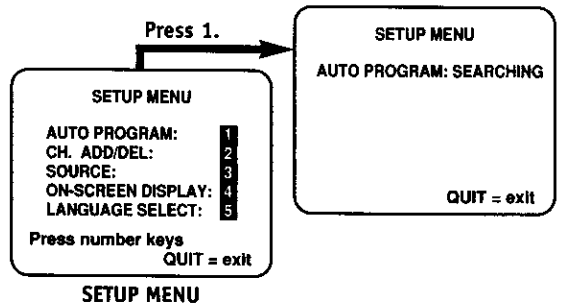 Press 1.
SETUP MENU
AUTO PROGRAM: 1
CH. ADD/DEL: 2
SOURCE: 3
ON-SCREEN DISPLAY: 4
LANGUAGE SELECT: 5
Press number keys
QUIT = exit
SETUP MENU
SETUP MENU
AUTO PROGRAM: SEARCHING
QUIT = exit